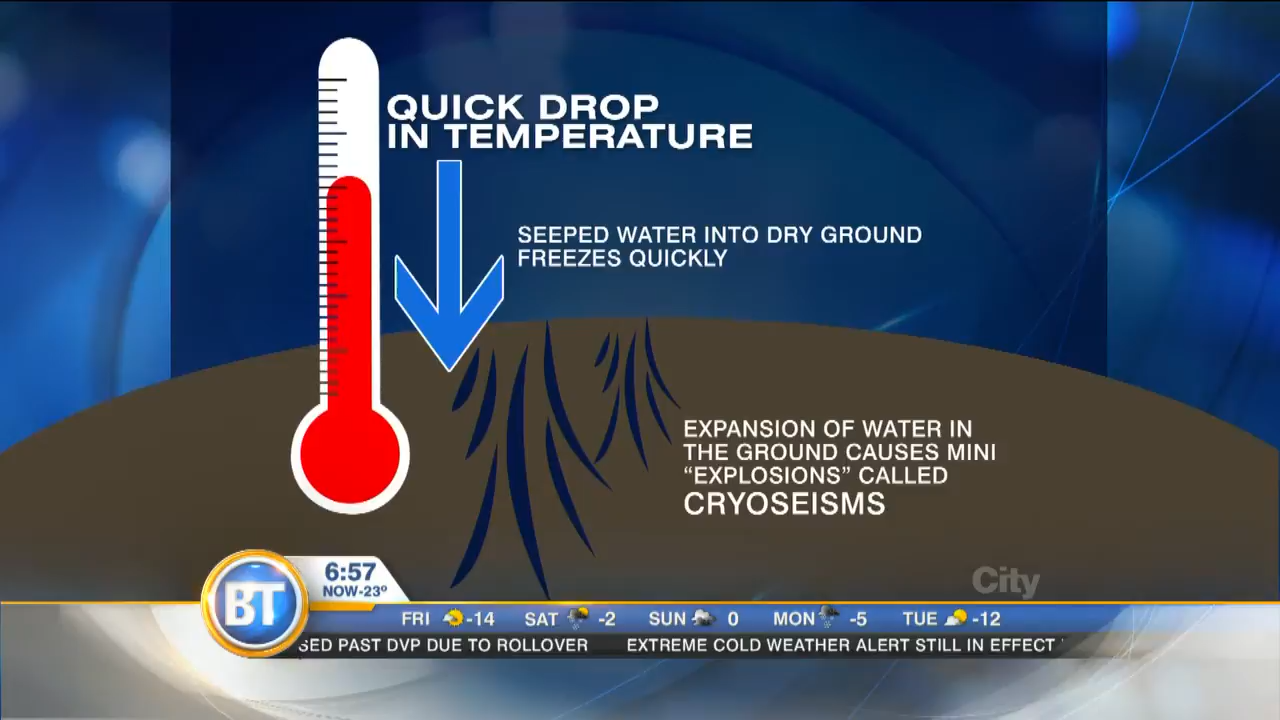 QUICK DROP
IN TEMPERATURE
SEEPED WATER INTO DRY GROUND
FREEZES QUICKLY
EXPANSION OF WATER IN
THE GROUND CAUSES MINI
“EXPLOSIONS” CALLED
CRYOSEISMS
City
BT
6:57
NOW-23°
FRI -14 SAT -2 SUN 0 MON -5 TUE -12
SED PAST DVP DUE TO ROLLOVER EXTREME COLD WEATHER ALERT STILL IN EFFECT